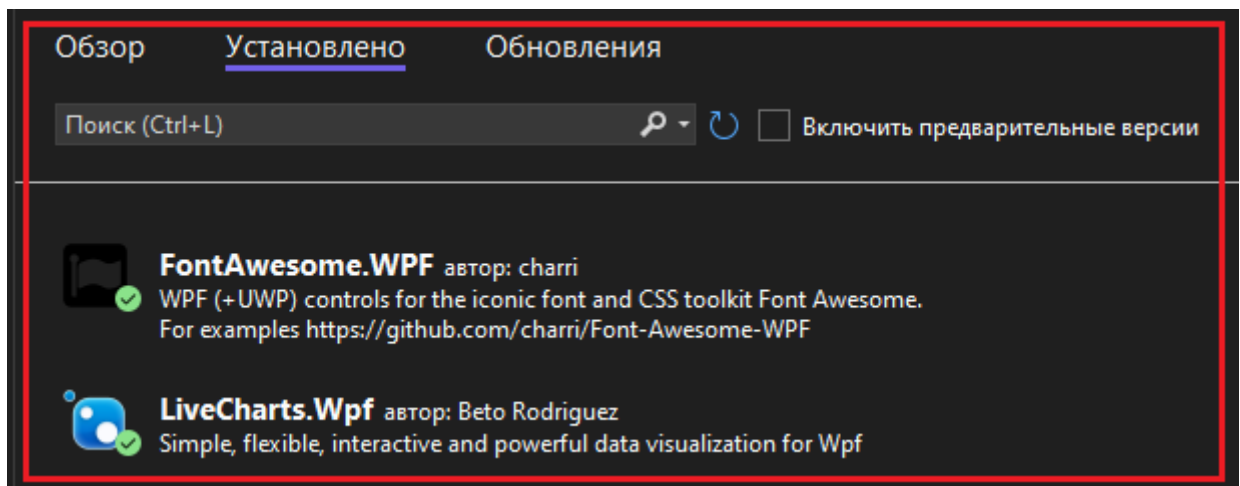 Обзор Установлено Обновления
Поиск (Ctrl+L) Включить предварительные версии
FontAwesome.WPF автор: charri
WPF (+UWP) controls for the iconic font and CSS toolkit Font Awesome.
For examples https://github.com/charri/Font-Awesome-WPF
LiveCharts.Wpf автор: Beto Rodriguez
Simple, flexible, interactive and powerful data visualization for Wpf